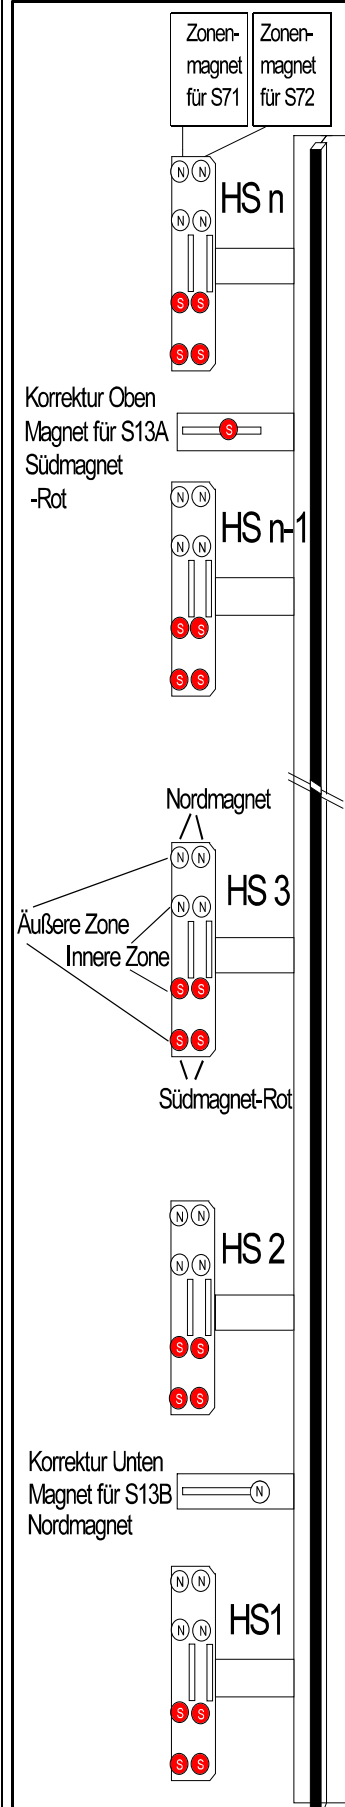 Zonen-
magnet
für S71
Zonen-
magnet
für S72
N N
HS n
N N
S S
S S
Korrektur Oben
Magnet für S13A
Südmagnet
-Rot
S
N N
HS n-1
N N
S S
S S
Nordmagnet
N N
HS 3
N N
Äußere Zone
Innere Zone
S S
S S
Südmagnet-Rot
N N
HS 2
N N
S S
S S
Korrektur Unten
Magnet für S13B
Nordmagnet
N
N N
HS1
N N
S S
S S